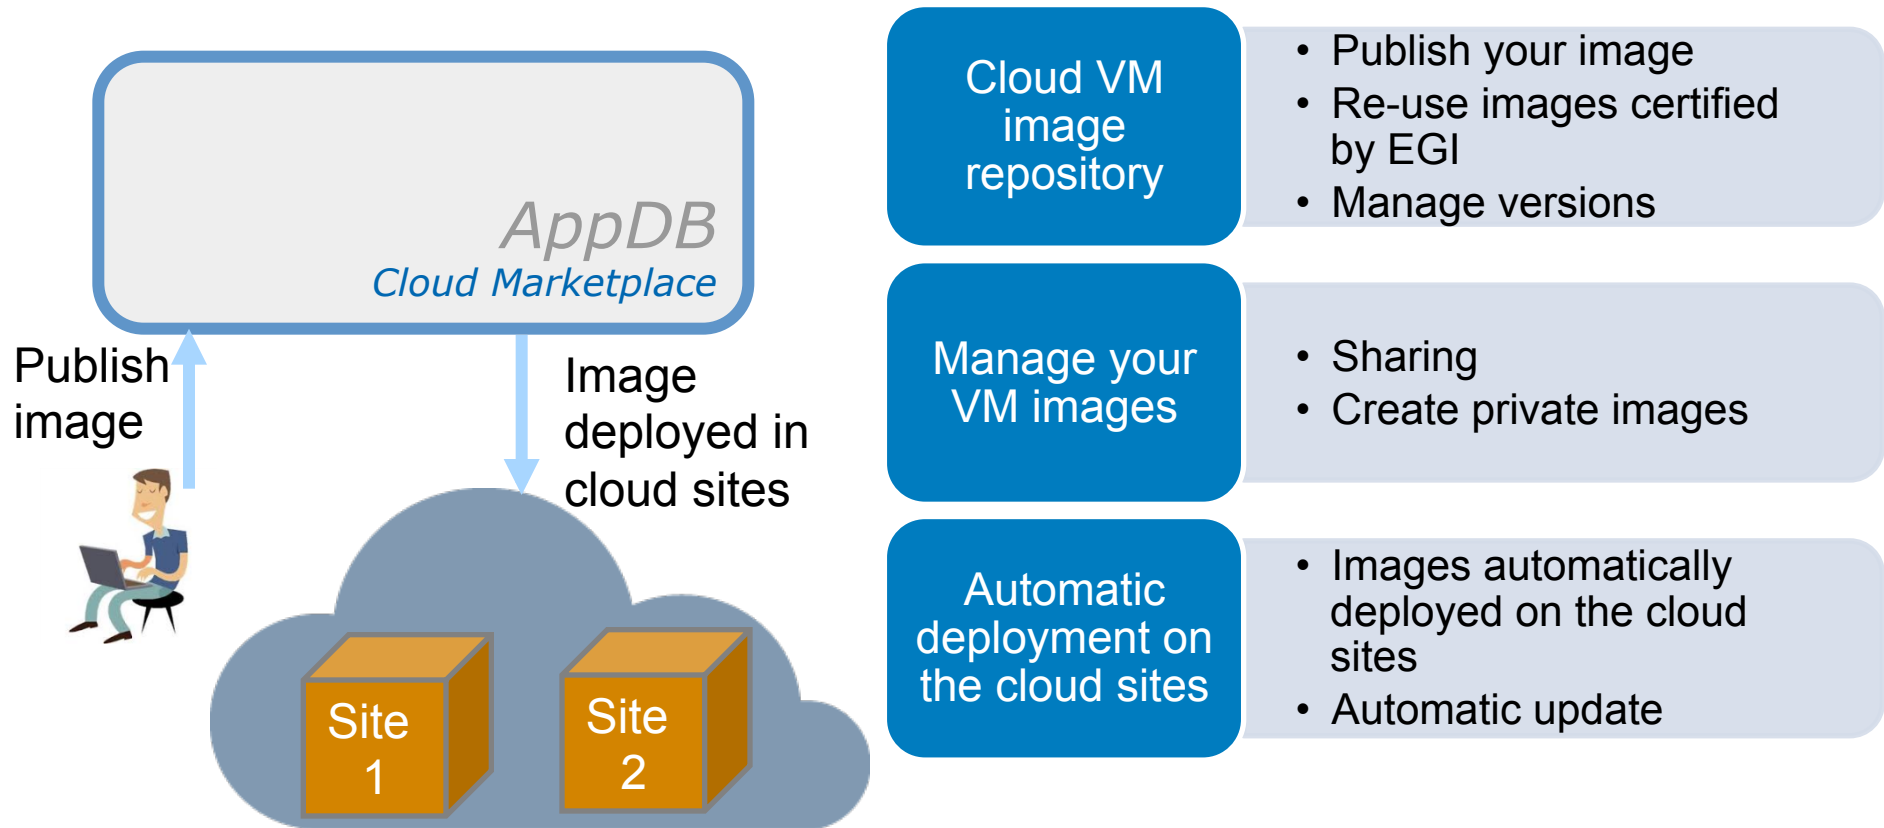 AppDB
Cloud Marketplace
Publish
image
Image
deployed in
cloud sites
Site
1
Site
2
Cloud VM
image
repository
• Publish your image
• Re-use images certified
by EGI
• Manage versions
Manage your
VM images
• Sharing
• Create private images
Automatic
deployment on
the cloud sites
• Images automatically
deployed on the cloud
sites
• Automatic update